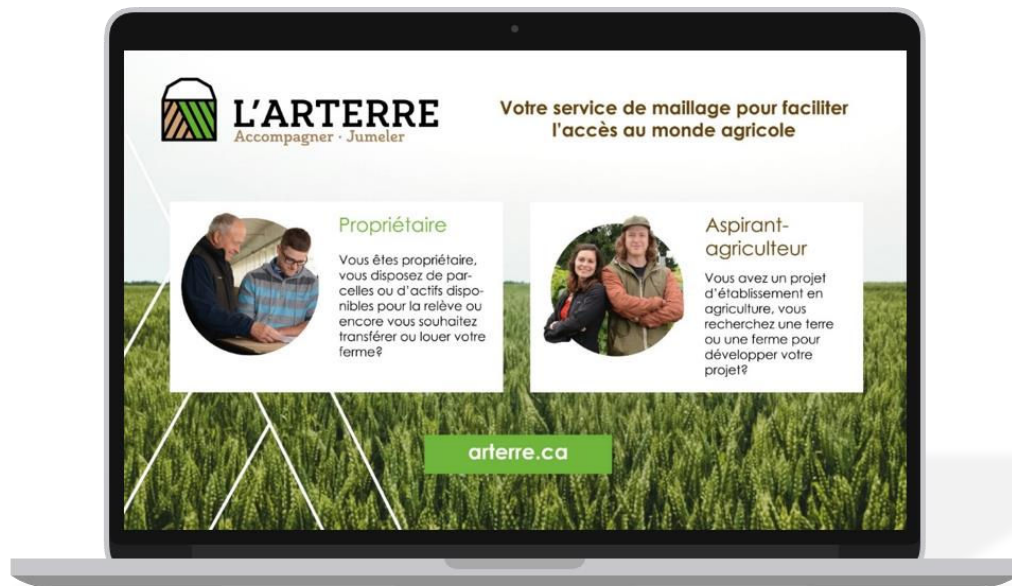 L'ARTERRE
Accompagner · Jumeler
Votre service de maillage pour faciliter
l'accès au monde agricole
Propriétaire
Vous êtes propriétaire,
vous disposez de par-
celles ou d'actifs dispo-
nibles pour la relève ou
encore vous souhaitez
transférer ou louer votre
ferme?
Aspirant-
agriculteur
Vous avez un projet
d'établissement en
agriculture, vous
recherchez une terre
ou une ferme pour
développer votre
projet?
arterre.ca